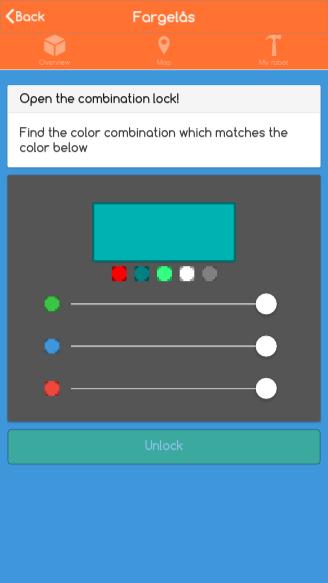 Back
Fargelås
Overview
Map
My robot
Open the combination lock!
Find the color combination which matches the
color below
Unlock